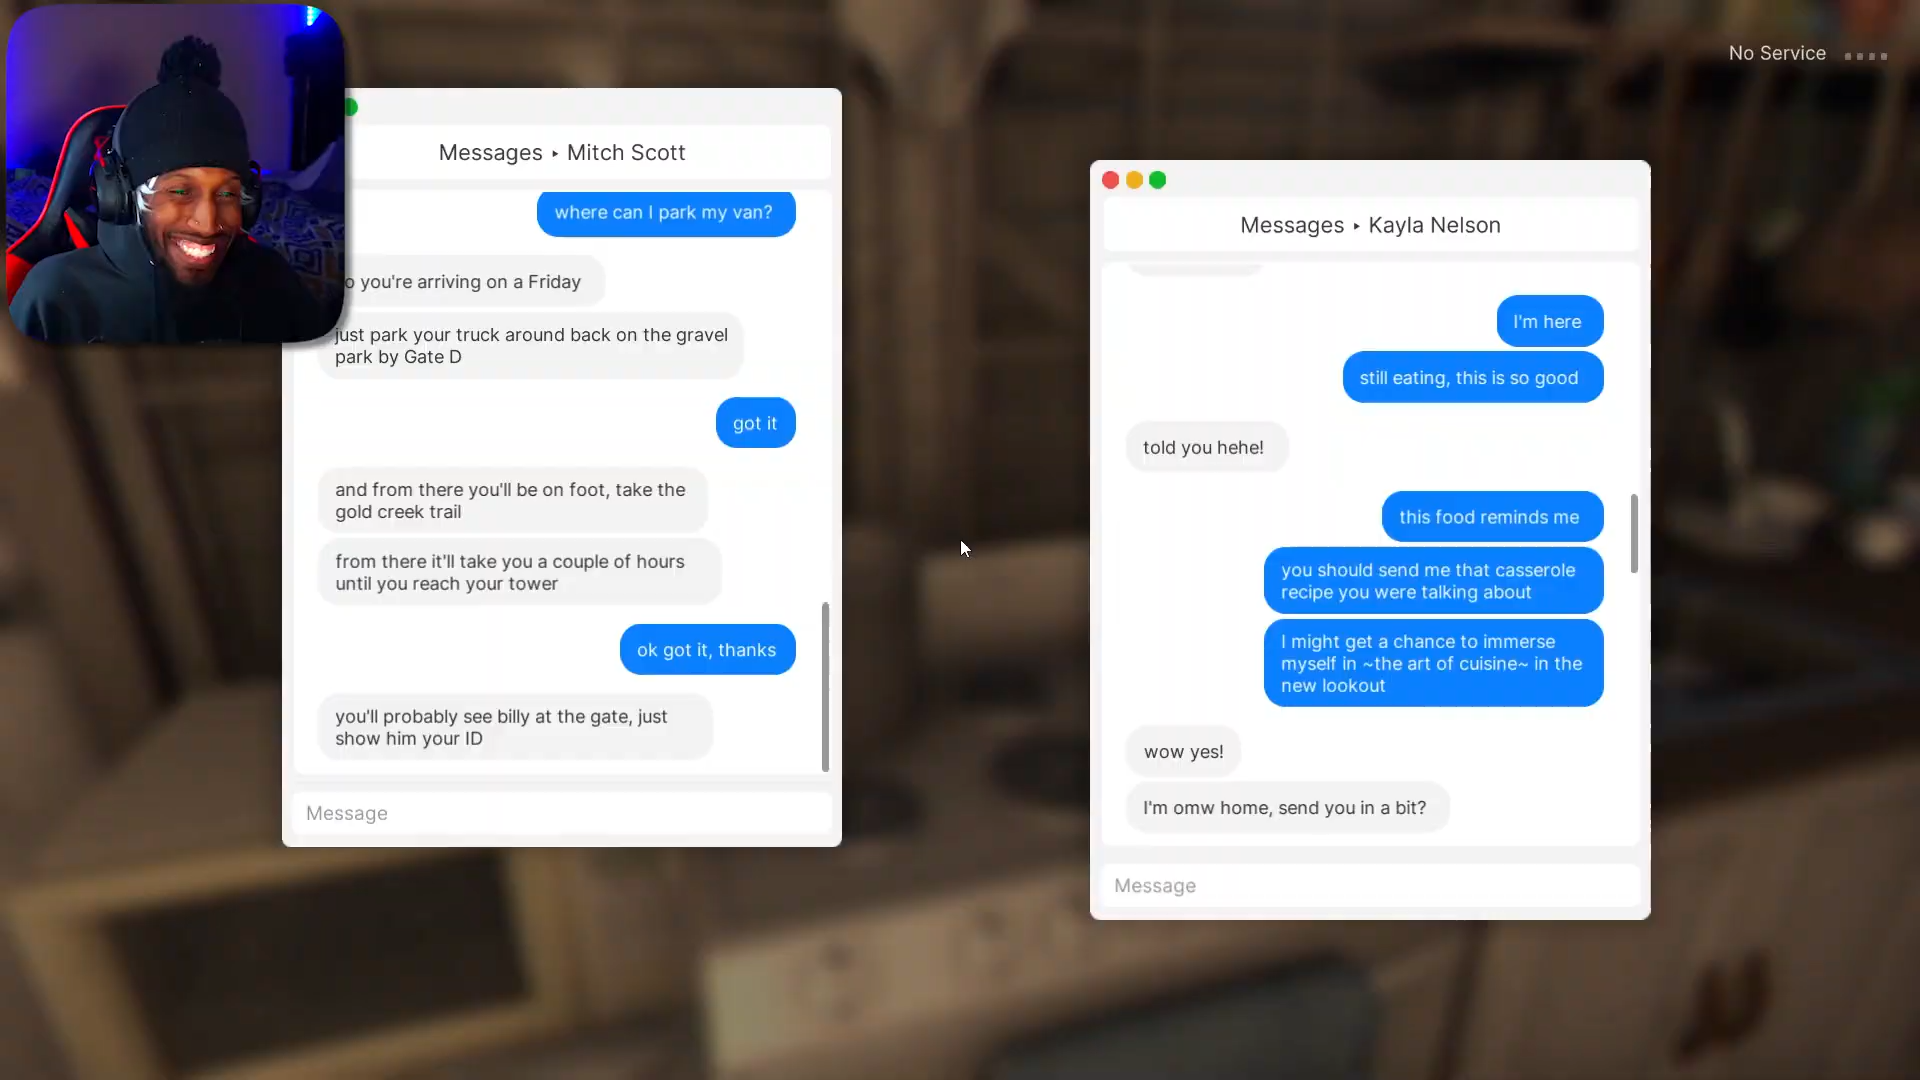 No Service
Messages ▸ Mitch Scott
where can I park my van?
you're arriving on a Friday
just park your truck around back on the gravel
park by Gate D
got it
and from there you'll be on foot, take the
gold creek trail
from there it'll take you a couple of hours
until you reach your tower
ok got it, thanks
you'll probably see billy at the gate, just
show him your ID
Message
Messages ▸ Kayla Nelson
I'm here
still eating, this is so good
told you hehe!
this food reminds me
you should send me that casserole
recipe you were talking about
I might get a chance to immerse
myself in ~the art of cuisine~ in the
new lookout
wow yes!
I'm omw home, send you in a bit?
Message